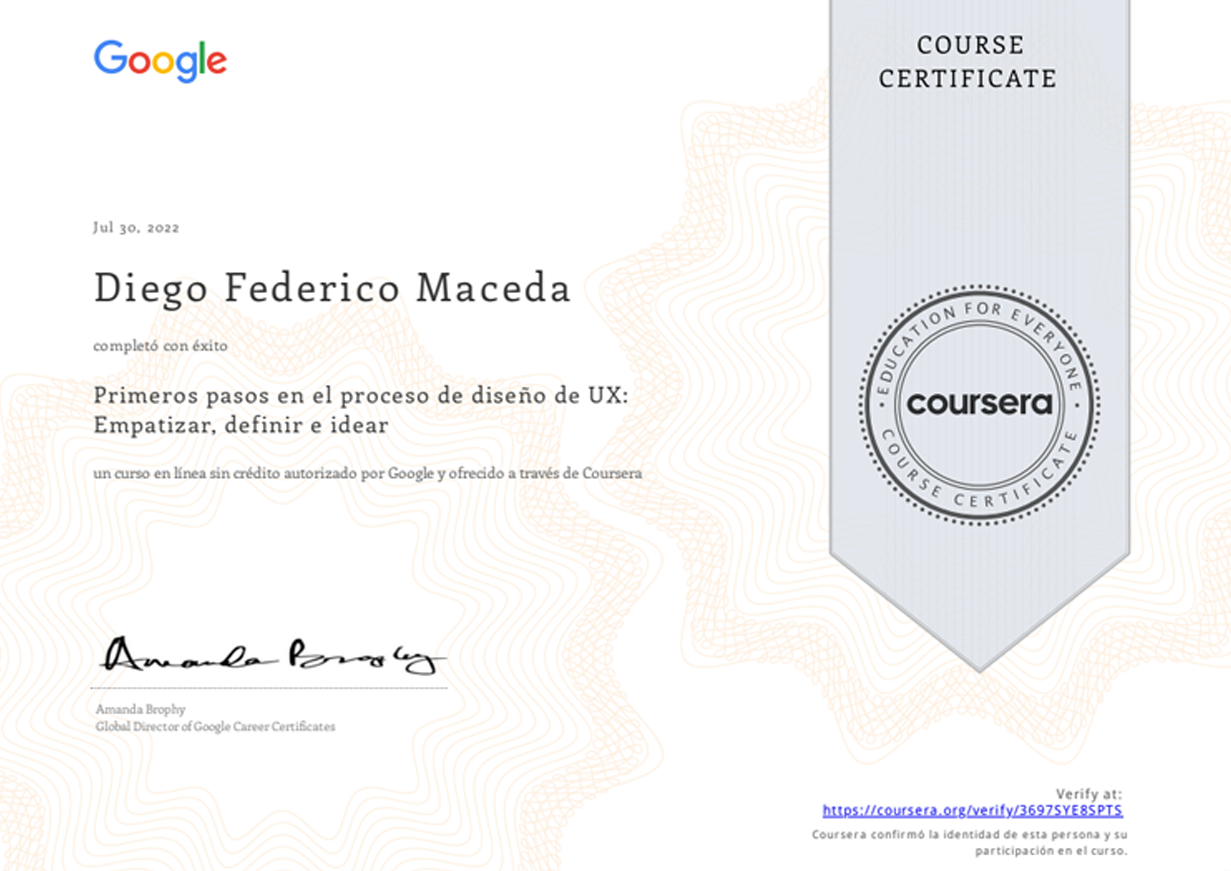 Google
COURSE
CERTIFICATE
Jul 30, 2022
Diego Federico Maceda
completó con éxito
Primeros pasos en el proceso de diseño de UX:
Empatizar, definir e idear
un curso en línea sin crédito autorizado por Google y ofrecido a través de Coursera
EDUCATION FOR EVERYONE
coursera
COURSE CERTIFICATE
Amanda Brophy
Amanda Brophy
Global Director of Google Career Certificates
Verify at:
https://coursera.org/verify/3697SYE8SPTS
Coursera confirmó la identidad de esta persona y su
participación en el curso.